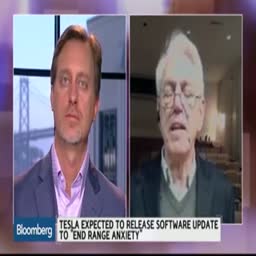 Bloomberg
TESLA EXPECTED TO RELEASE SOFTWARE UPDATE
TO "END RANGE ANXIETY"